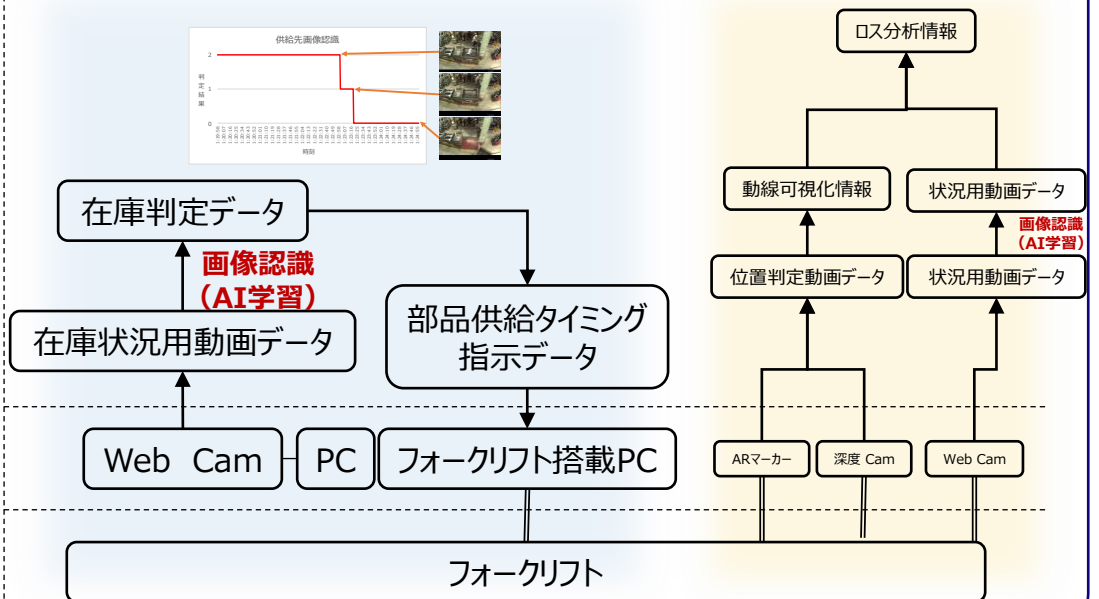 ロス分析情報
供給先画像認識
2
判定結果
1
0
時刻
動線可視化情報
状況用動画データ
在庫判定データ
画像認識
(AI学習)
画像認識
(AI学習)
位置判定動画データ
状況用動画データ
部品供給タイミング
指示データ
在庫状況用動画データ
Web Cam
PC
フォークリフト搭載PC
ARマーカー
深度 Cam
Web Cam
フォークリフト